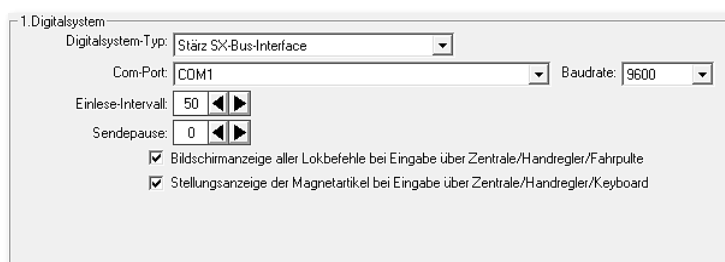 1.Digitalsystem
Digitalsystem-Typ: Stärz SX-Bus-Interface
Com-Port: COM1 Baudrate: 9600
Einlese-Intervall: 50
Sendepause: 0
Bildschirmanzeige aller Lokbefehle bei Eingabe über Zentrale/Handregler/Fahrpulte
Stellungsanzeige der Magnetartikel bei Eingabe über Zentrale/Handregler/Keyboard